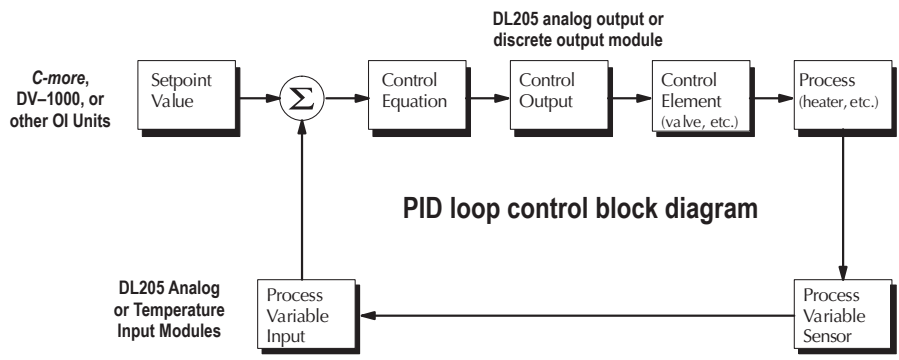 DL205 analog output or
discrete output module
C-more,
DV–1000, or
other OI Units
Setpoint
Value
Σ
Control
Equation
Control
Output
Control
Element
(valve, etc.)
Process
(heater, etc.)
PID loop control block diagram
DL205 Analog
or Temperature
Input Modules
Process
Variable
Input
Process
Variable
Sensor